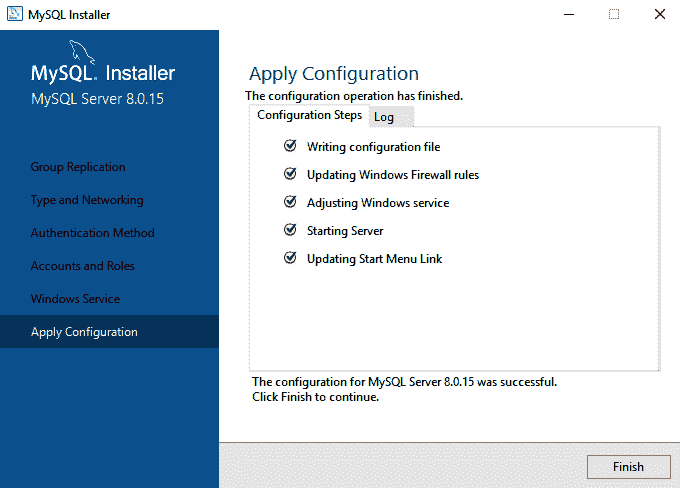 MySQL Installer
MySQL. Installer
MySQL Server 8.0.15
Group Replication
Type and Networking
Authentication Method
Accounts and Roles
Windows Service
Apply Configuration
Apply Configuration
The configuration operation has finished.
Configuration Steps Log
Writing configuration file
Updating Windows Firewall rules
Adjusting Windows service
Starting Server
Updating Start Menu Link
The configuration for MySQL Server 8.0.15 was successful.
Click Finish to continue.
Finish